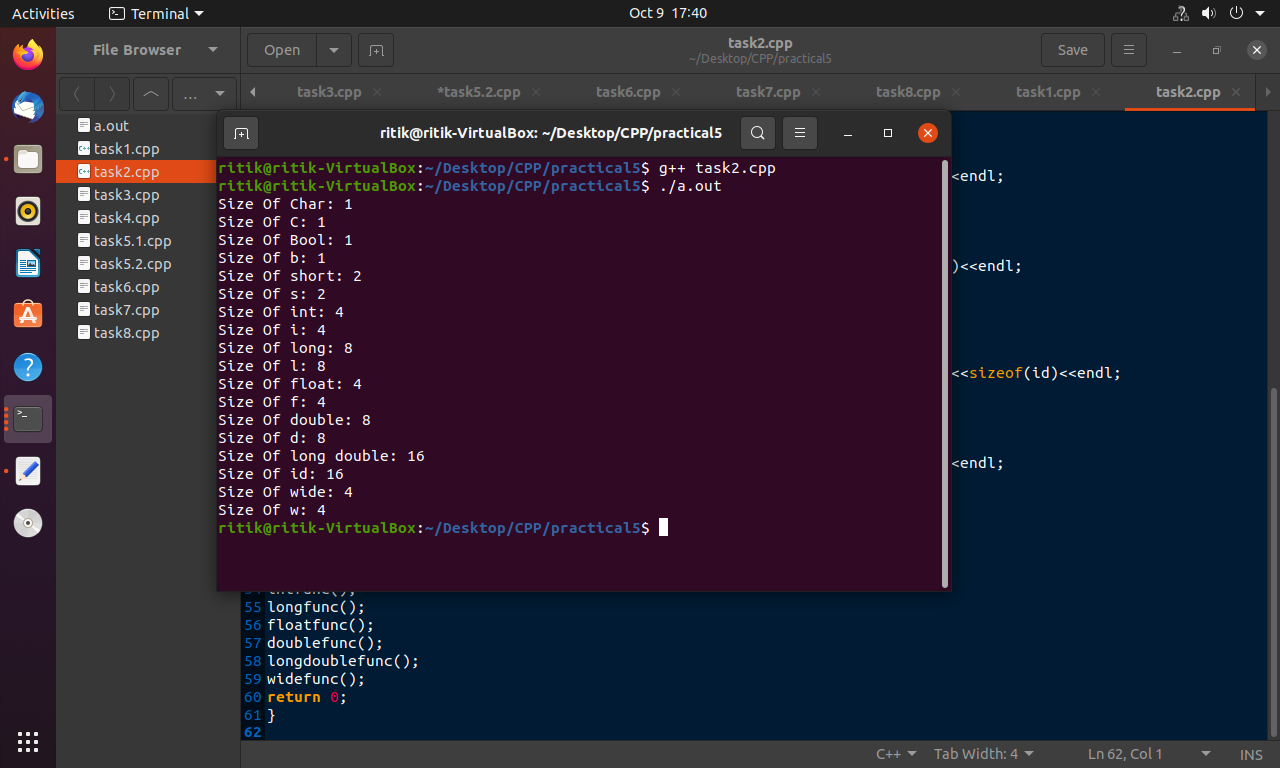 Activities
Terminal
Oct 9 17:40
File Browser
Open
task2.cpp
~/Desktop/CPP/practical5
Save
...
task3.cpp
*task5.2.cpp
task6.cpp
task7.cpp
task8.cpp
task1.cpp
task2.cpp
a.out
task1.cpp
task2.cpp
task3.cpp
task4.cpp
task5.1.cpp
task5.2.cpp
task6.cpp
task7.cpp
task8.cpp
ritik@ritik-VirtualBox: ~/Desktop/CPP/practical5
ritik@ritik-VirtualBox:~/Desktop/CPP/practical5$ g++ task2.cpp
ritik@ritik-VirtualBox:~/Desktop/CPP/practical5$ ./a.out
Size Of Char: 1
Size Of C: 1
Size Of Bool: 1
Size Of b: 1
Size Of short: 2
Size Of s: 2
Size Of int: 4
Size Of i: 4
Size Of long: 8
Size Of l: 8
Size Of float: 4
Size Of f: 4
Size Of double: 8
Size Of d: 8
Size Of long double: 16
Size Of id: 16
Size Of wide: 4
Size Of w: 4
ritik@ritik-VirtualBox:~/Desktop/CPP/practical5$
<endl;
)<<endl;
<<sizeof(id)<<endl;
<endl;
55 longfunc();
56 floatfunc();
57 doublefunc();
58 longdoublefunc();
59 widefunc();
60 return 0;
61 }
62
C++
Tab Width: 4
Ln 62, Col 1
INS